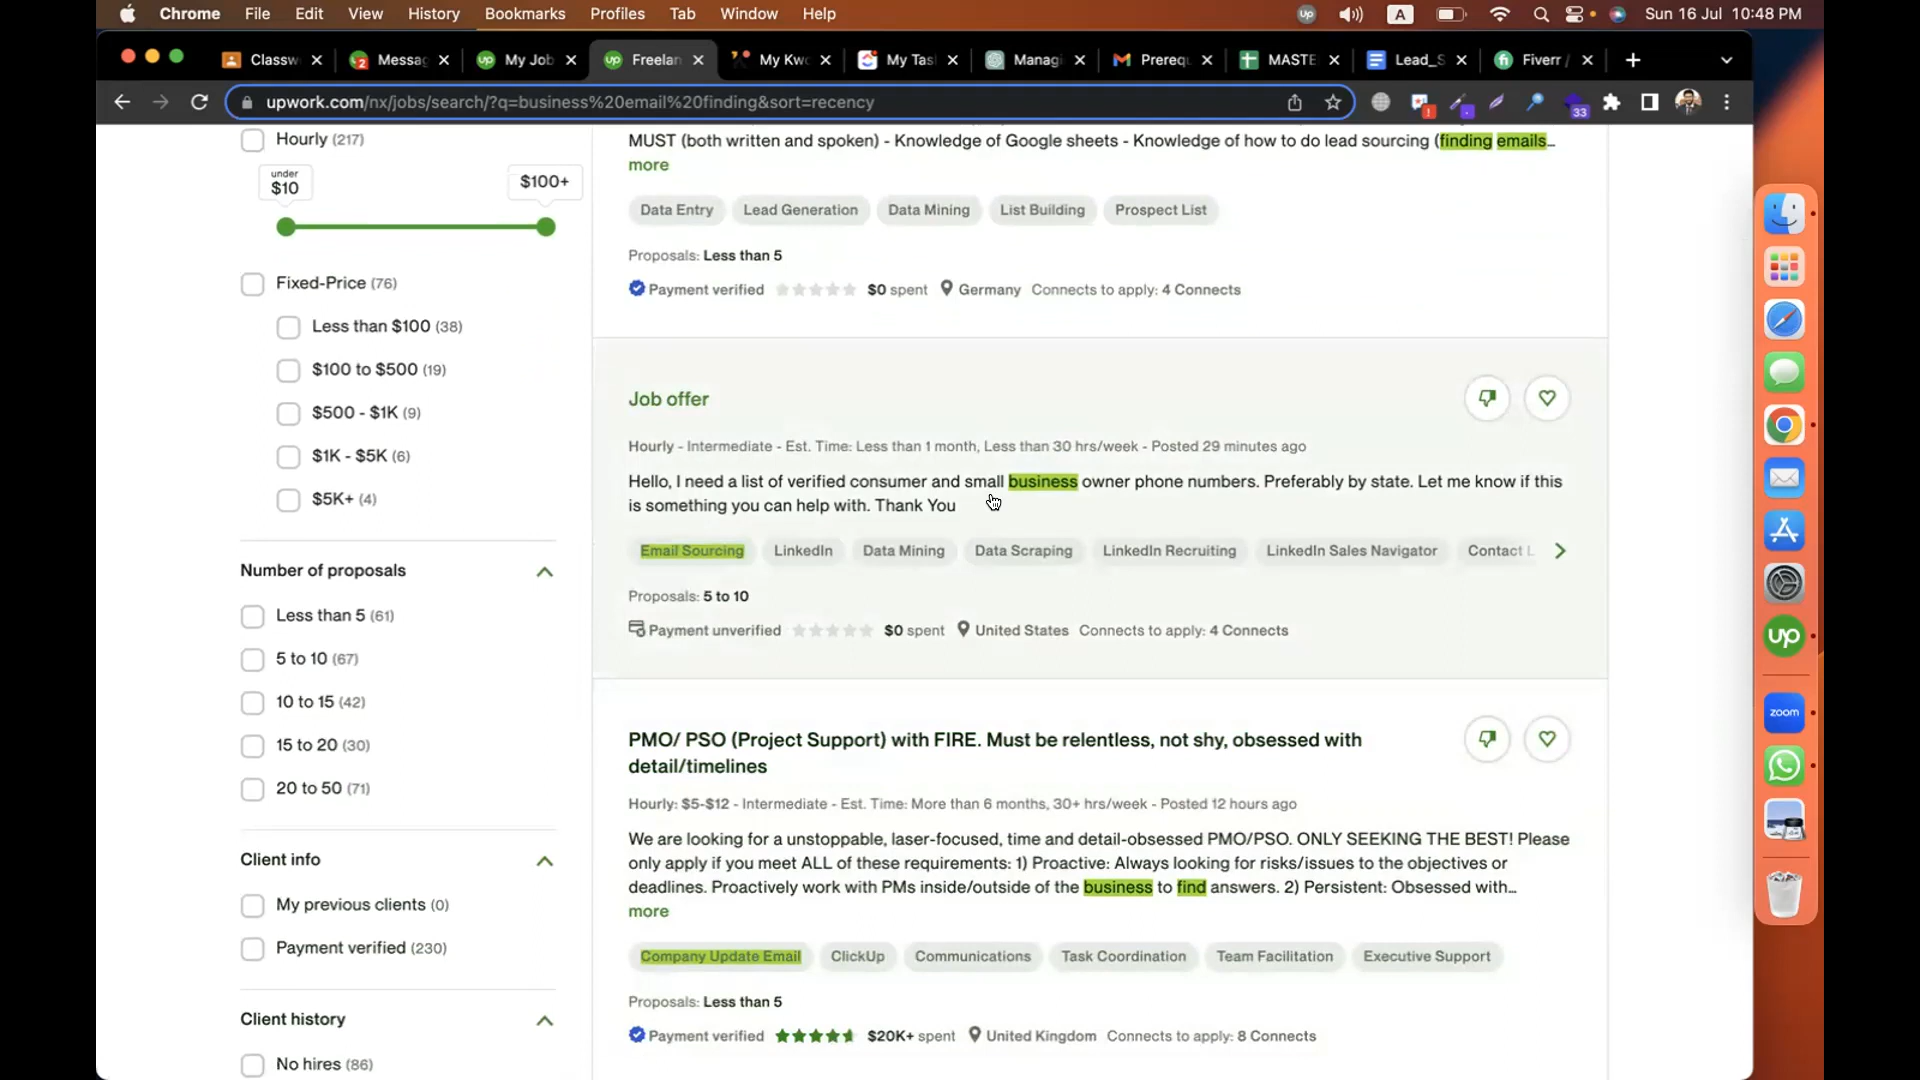 Chrome File Edit View History Bookmarks Profiles Tab Window Help
A
Sun 16 Jul 10:48 PM
Classw
Messag
My Job
Freelan
My Kwo
My Task
Managi
Prerequ
MASTE
Lead_S
Fiverr /
upwork.com/nx/jobs/search/?q=business%20email%20finding&sort=recency
33
Hourly (217)
under
$10
$100+
Fixed-Price (76)
Less than $100 (38)
$100 to $500 (19)
$500 - $1K (9)
$1K - $5K (6)
$5K+ (4)
Number of proposals
Less than 5 (61)
5 to 10 (67)
10 to 15 (42)
15 to 20 (30)
20 to 50 (71)
Client info
My previous clients (0)
Payment verified (230)
Client history
No hires (86)
MUST (both written and spoken) - Knowledge of Google sheets - Knowledge of how to do lead sourcing (finding emails…
more
Data Entry Lead Generation Data Mining List Building Prospect List
Proposals: Less than 5
Payment verified $0 spent Germany Connects to apply: 4 Connects
Job offer
Hourly - Intermediate - Est. Time: Less than 1 month, Less than 30 hrs/week - Posted 29 minutes ago
Hello, I need a list of verified consumer and small business owner phone numbers. Preferably by state. Let me know if this
is something you can help with. Thank You
Email Sourcing LinkedIn Data Mining Data Scraping LinkedIn Recruiting LinkedIn Sales Navigator Contact L
Proposals: 5 to 10
Payment unverified $0 spent United States Connects to apply: 4 Connects
PMO/ PSO (Project Support) with FIRE. Must be relentless, not shy, obsessed with
detail/timelines
Hourly: $5-$12 - Intermediate - Est. Time: More than 6 months, 30+ hrs/week - Posted 12 hours ago
We are looking for a unstoppable, laser-focused, time and detail-obsessed PMO/PSO. ONLY SEEKING THE BEST! Please
only apply if you meet ALL of these requirements: 1) Proactive: Always looking for risks/issues to the objectives or
deadlines. Proactively work with PMs inside/outside of the business to find answers. 2) Persistent: Obsessed with…
more
Company Update Email ClickUp Communications Task Coordination Team Facilitation Executive Support
Proposals: Less than 5
Payment verified $20K+ spent United Kingdom Connects to apply: 8 Connects
up
zoom